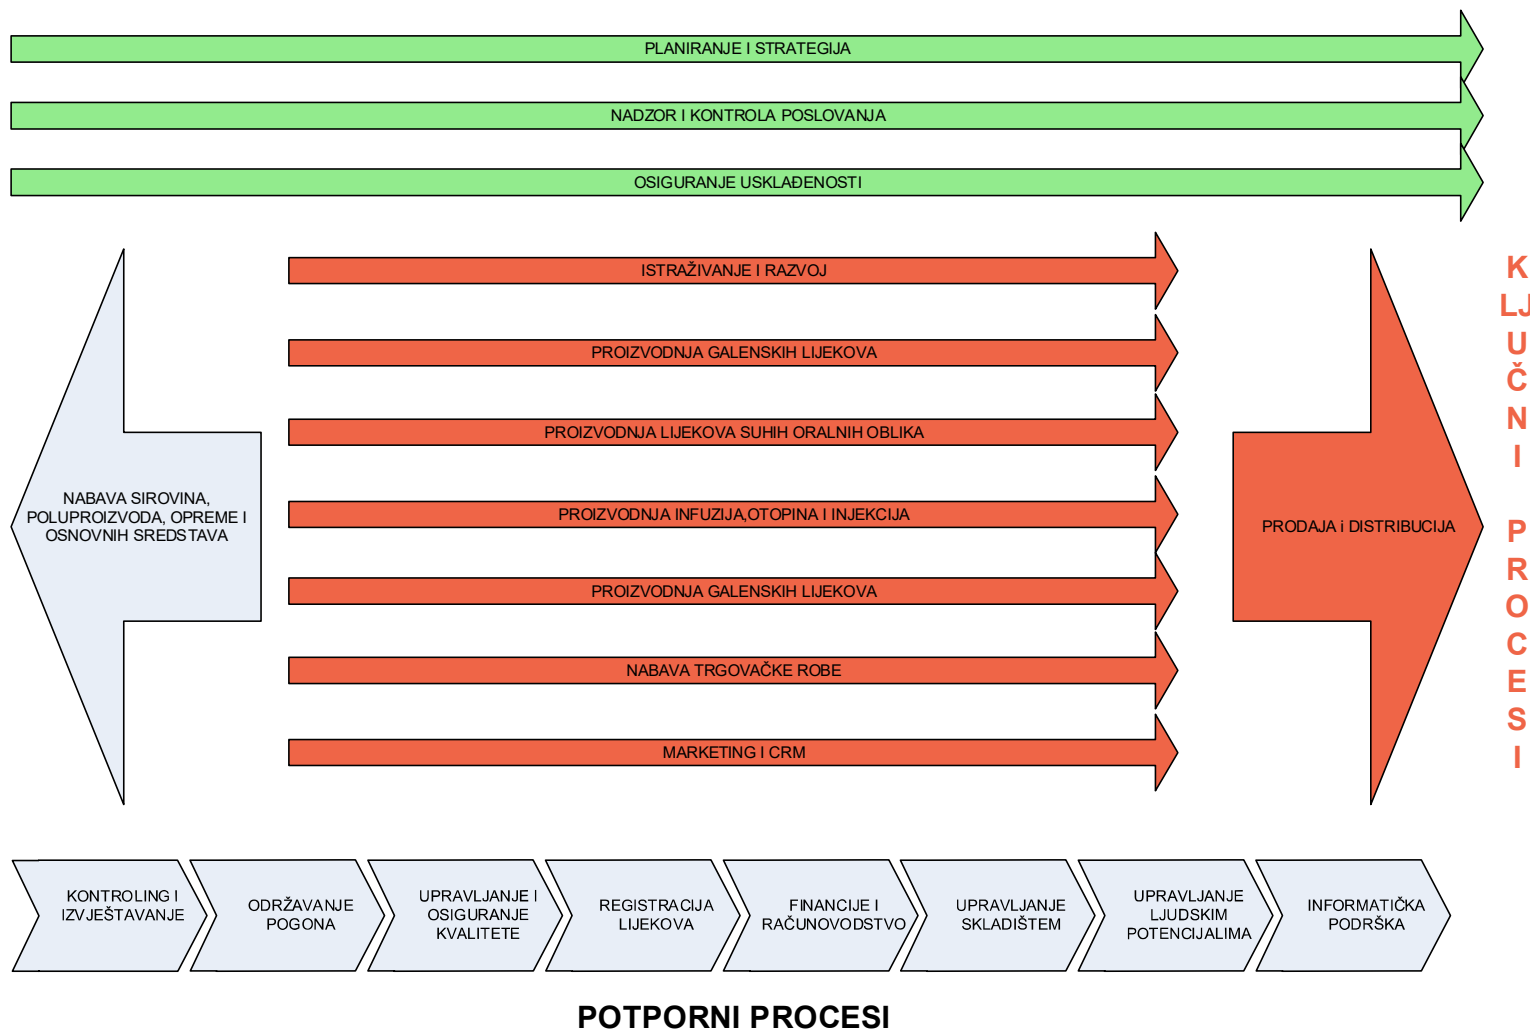 PLANIRANJE I STRATEGIJA
NADZOR I KONTROLA POSLOVANJA
OSIGURANJE USKLAĐENOSTI
ISTRAŽIVANJE I RAZVOJ
PROIZVODNJA GALENSKIH LIJEKOVA
PROIZVODNJA LIJEKOVA SUHIH ORALNIH OBLIKA
PROIZVODNJA INFUZIJA,OTOPINA I INJEKCIJA
PROIZVODNJA GALENSKIH LIJEKOVA
NABAVA TRGOVAČKE ROBE
MARKETING I CRM
NABAVA SIROVINA,
POLUPROIZVODA, OPREME I
OSNOVNIH SREDSTAVA
PRODAJA i DISTRIBUCIJA
K
LJ
U
Č
N
I
P
R
O
C
E
S
I
KONTROLING I
IZVJEŠTAVANJE
ODRŽAVANJE
POGONA
UPRAVLJANJE I
OSIGURANJE
KVALITETE
REGISTRACIJA
LIJEKOVA
FINANCIJE I
RAČUNOVODSTVO
UPRAVLJANJE
SKLADIŠTEM
UPRAVLJANJE
LJUDSKIM
POTENCIJALIMA
INFORMATIČKA
PODRŠKA
POTPORNI PROCESI